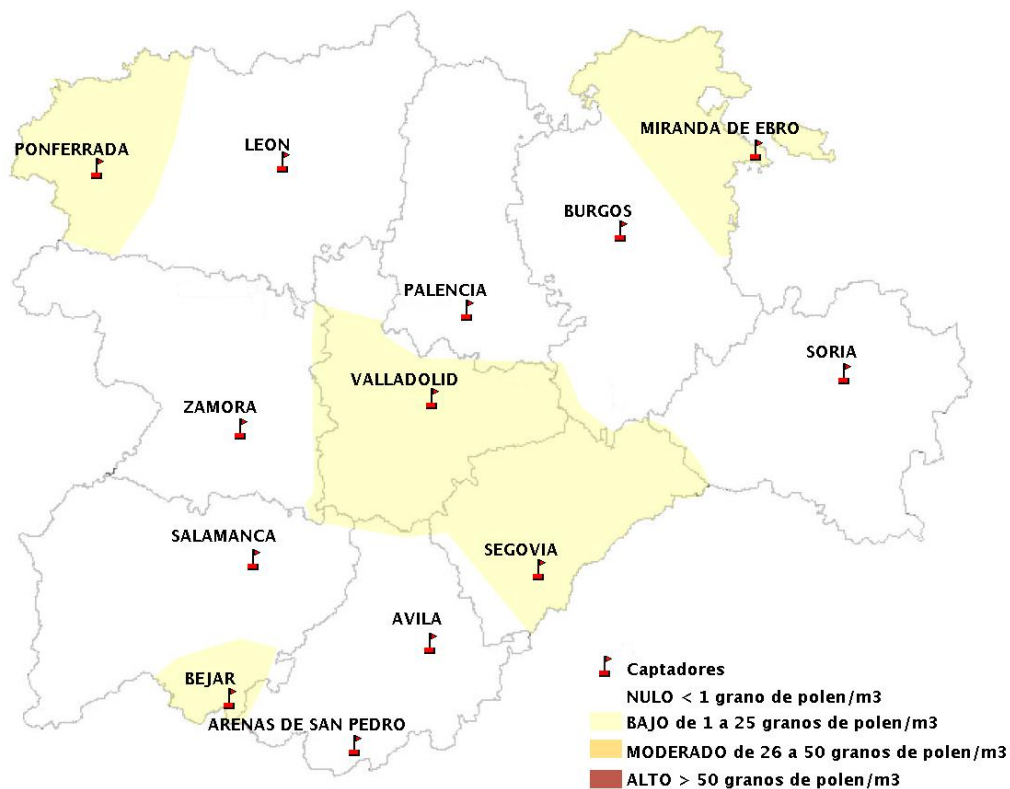 MIRANDA DE EBRO
PONFERRADA
LEON
BURGOS
PALENCIA
SORIA
VALLADOLID
ZAMORA
SALAMANCA
SEGOVIA
AVILA
BEJAR
ARENAS DE SAN PEDRO
Captadores
NULO < 1 grano de polen/m3
BAJO de 1 a 25 granos de polen/m3
MODERADO de 26 a 50 granos de polen/m3
ALTO > 50 granos de polen/m3